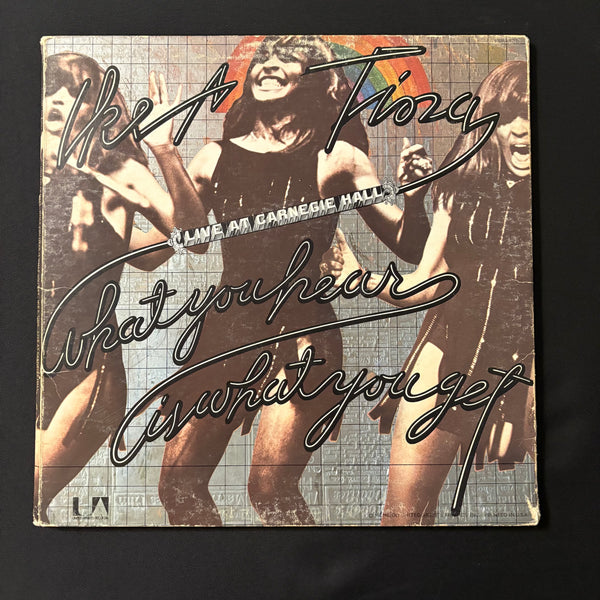 Ike & Tina
LIVE AT CARNEGIE HALL
what you hear
is what you get
UA